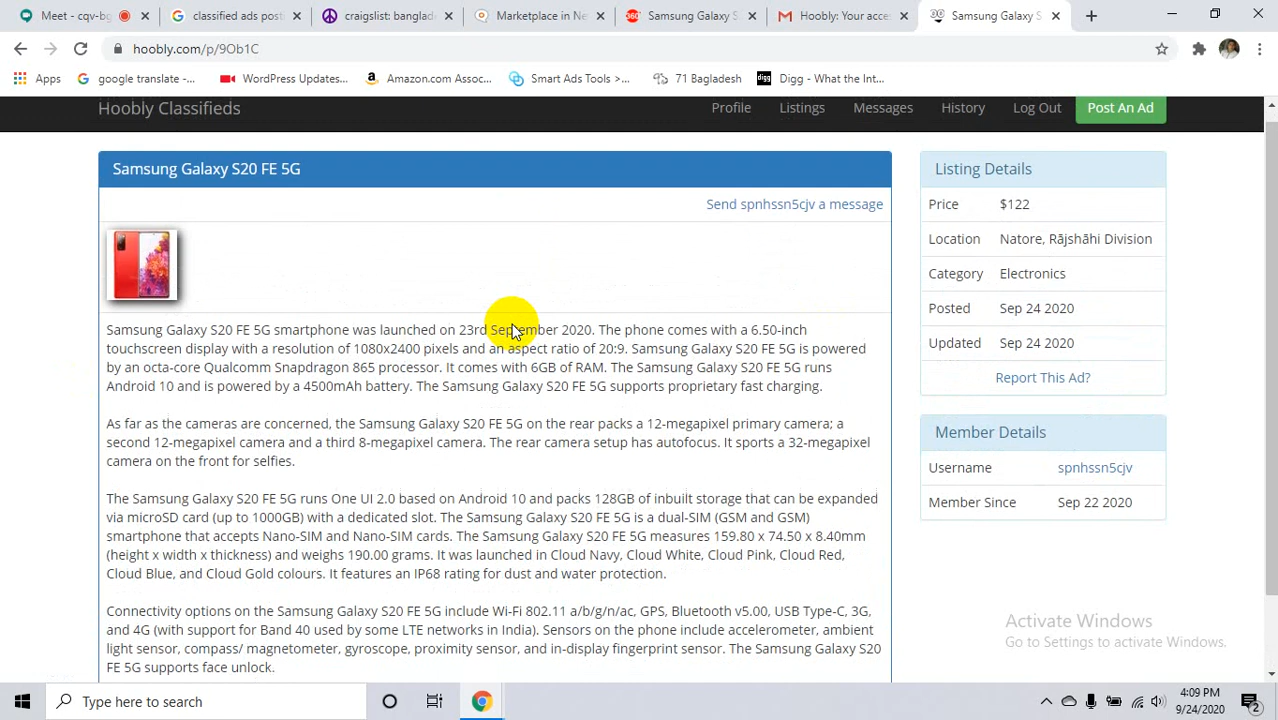 Meet - cqy-bqbg
classified ads posti
craigslist: banglad
Marketplace in Ne
Samsung Galaxy S
Hoobly: Your acce
Samsung Galaxy S
hoobly.com/p/9Ob1C
Apps
google translate -...
WordPress Updates...
Amazon.com Assoc...
Smart Ads Tools >...
71 Bagladesh
Digg - What the Int...
Hoobly Classifieds
Profile
Listings
Messages
History
Log Out
Post An Ad
Samsung Galaxy S20 FE 5G
Send spnhssn5cjv a message
Samsung Galaxy S20 FE 5G smartphone was launched on 23rd September 2020. The phone comes with a 6.50-inch
touchscreen display with a resolution of 1080x2400 pixels and an aspect ratio of 20:9. Samsung Galaxy S20 FE 5G is powered
by an octa-core Qualcomm Snapdragon 865 processor. It comes with 6GB of RAM. The Samsung Galaxy S20 FE 5G runs
Android 10 and is powered by a 4500mAh battery. The Samsung Galaxy S20 FE 5G supports proprietary fast charging.
As far as the cameras are concerned, the Samsung Galaxy S20 FE 5G on the rear packs a 12-megapixel primary camera; a
second 12-megapixel camera and a third 8-megapixel camera. The rear camera setup has autofocus. It sports a 32-megapixel
camera on the front for selfies.
The Samsung Galaxy S20 FE 5G runs One UI 2.0 based on Android 10 and packs 128GB of inbuilt storage that can be expanded
via microSD card (up to 1000GB) with a dedicated slot. The Samsung Galaxy S20 FE 5G is a dual-SIM (GSM and GSM)
smartphone that accepts Nano-SIM and Nano-SIM cards. The Samsung Galaxy S20 FE 5G measures 159.80 x 74.50 x 8.40mm
(height x width x thickness) and weighs 190.00 grams. It was launched in Cloud Navy, Cloud White, Cloud Pink, Cloud Red,
Cloud Blue, and Cloud Gold colours. It features an IP68 rating for dust and water protection.
Connectivity options on the Samsung Galaxy S20 FE 5G include Wi-Fi 802.11 a/b/g/n/ac, GPS, Bluetooth v5.00, USB Type-C, 3G,
and 4G (with support for Band 40 used by some LTE networks in India). Sensors on the phone include accelerometer, ambient
light sensor, compass/ magnetometer, gyroscope, proximity sensor, and in-display fingerprint sensor. The Samsung Galaxy S20
FE 5G supports face unlock.
Listing Details
Price $122
Location Natore, Rājshāhi Division
Category Electronics
Posted Sep 24 2020
Updated Sep 24 2020
Report This Ad?
Member Details
Username spnhssn5cjv
Member Since Sep 22 2020
Activate Windows
Go to Settings to activate Windows.
Type here to search
4:09 PM
9/24/2020
2